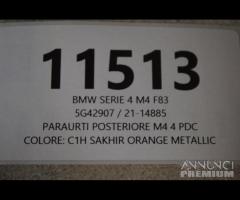 11513
BMW SERIE 4 M4 F83
5G42907 / 21-14885
PARAURTI POSTERIORE M4 4 PDC
COLORE: C1H SAKHIR ORANGE METALLIC
ANNUNCI
PREMIUM